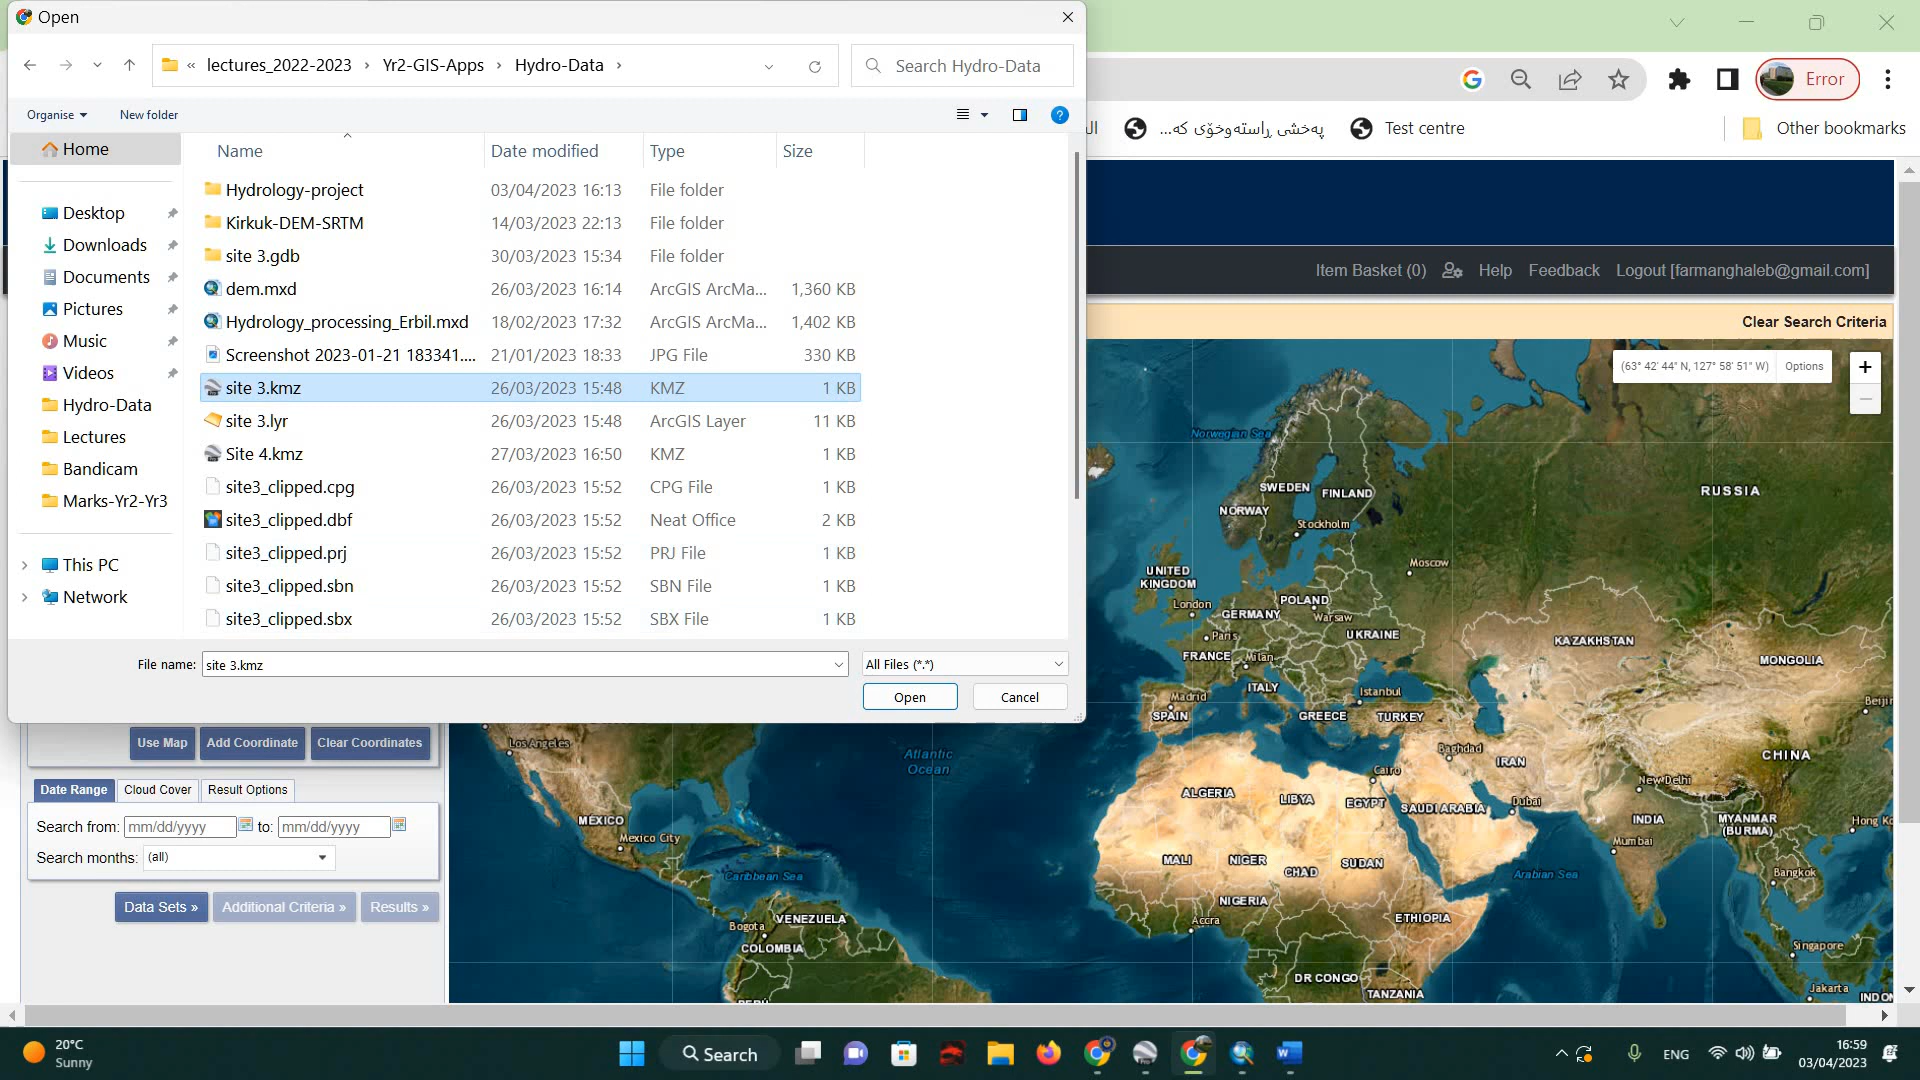 Open
lectures_2022-2023 › Yr2-GIS-Apps › Hydro-Data ›
Search Hydro-Data
Error
Organise
New folder
پەخشی ڕاستەوخۆی کە...
Test centre
Other bookmarks
Home
Name
Date modified
Type
Size
Desktop
Downloads
Documents
Pictures
Music
Videos
Hydro-Data
Lectures
Bandicam
Marks-Yr2-Yr3
This PC
Network
Hydrology-project 03/04/2023 16:13 File folder
Kirkuk-DEM-SRTM 14/03/2023 22:13 File folder
site 3.gdb 30/03/2023 15:34 File folder
dem.mxd 26/03/2023 16:14 ArcGIS ArcMa... 1,360 KB
Hydrology_processing_Erbil.mxd 18/02/2023 17:32 ArcGIS ArcMa... 1,402 KB
Screenshot 2023-01-21 183341.... 21/01/2023 18:33 JPG File 330 KB
site 3.kmz 26/03/2023 15:48 KMZ 1 KB
site 3.lyr 26/03/2023 15:48 ArcGIS Layer 11 KB
Site 4.kmz 27/03/2023 16:50 KMZ 1 KB
site3_clipped.cpg 26/03/2023 15:52 CPG File 1 KB
site3_clipped.dbf 26/03/2023 15:52 Neat Office 2 KB
site3_clipped.prj 26/03/2023 15:52 PRJ File 1 KB
site3_clipped.sbn 26/03/2023 15:52 SBN File 1 KB
site3_clipped.sbx 26/03/2023 15:52 SBX File 1 KB
File name: site 3.kmz
All Files (*.*)
Open
Cancel
Item Basket (0)
Help
Feedback
Logout [farmanghaleb@gmail.com]
Clear Search Criteria
(63° 42' 44" N, 127° 58' 51" W)
Options
Norwegian Sea
SWEDEN
FINLAND
NORWAY
Stockholm
RUSSIA
Moscow
UNITED
KINGDOM
London
POLAND
GERMANY
Warsaw
Paris
UKRAINE
KAZAKHSTAN
FRANCE
Milan
MONGOLIA
ITALY
Madrid
Istanbul
SPAIN
GREECE
TURKEY
Beijin
Use Map
Add Coordinate
Clear Coordinates
Los Angeles
Atlantic
Ocean
Baghdad
IRAN
CHINA
Cairo
New Delhi
Date Range
Cloud Cover
Result Options
ALGERIA
LIBYA
EGYPT
SAUDI ARABIA
Dubai
Search from: mm/dd/yyyy to: mm/dd/yyyy
MÉXICO
Mexico City
INDIA
MYANMAR
(BURMA)
Hong Ko
Mumbai
Search months: (all)
MALI
NIGER
CHAD
SUDAN
Caribbean Sea
Arabian Sea
Bangkok
Data Sets »
Additional Criteria »
Results »
NIGERIA
VENEZUELA
Accra
ETHIOPIA
Bogota
COLOMBIA
Singapore
DR CONGO
TANZANIA
Jakarta
INDON
PERÚ
20°C
Sunny
Search
ENG
16:59
03/04/2023